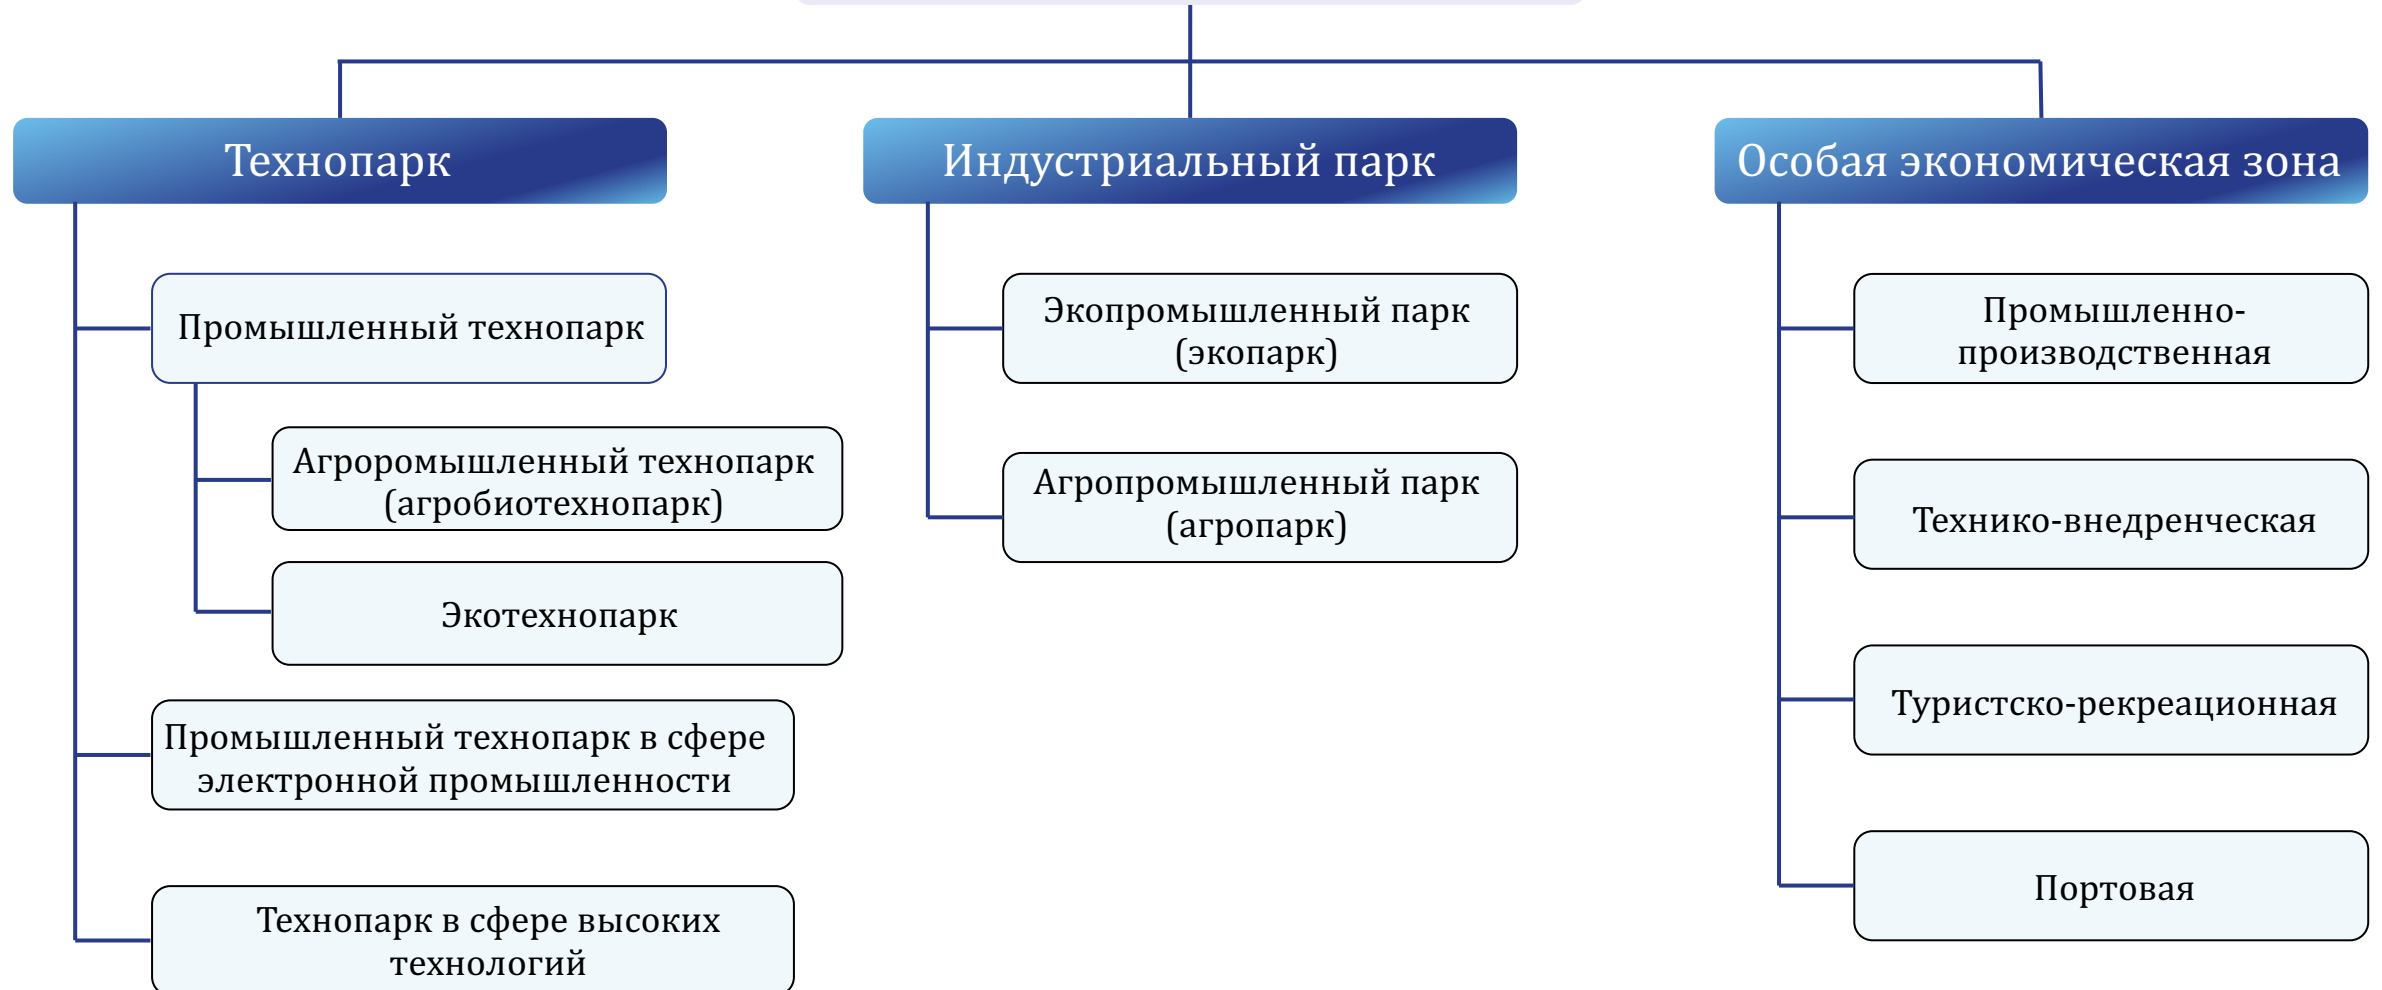 Технопарк
Промышленный технопарк
Агроромышленный технопарк
(агробиотехнопарк)
Экотехнопарк
Промышленный технопарк в сфере
электронной промышленности
Технопарк в сфере высоких
технологий
Индустриальный парк
Экопромышленный парк
(экопарк)
Агропромышленный парк
(агропарк)
Особая экономическая зона
Промышленно-
производственная
Технико-внедренческая
Туристско-рекреационная
Портовая